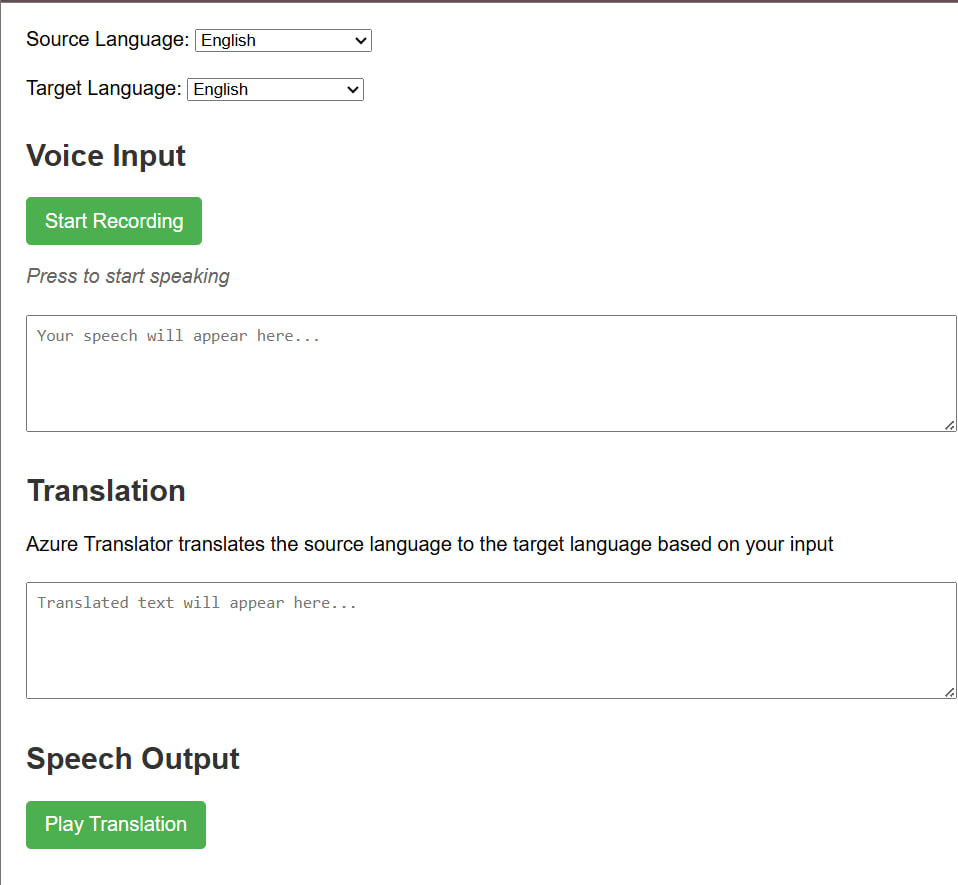 Source Language: English
Target Language: English
Voice Input
Start Recording
Press to start speaking
Your speech will appear here...
Translation
Azure Translator translates the source language to the target language based on your input
Translated text will appear here...
Speech Output
Play Translation